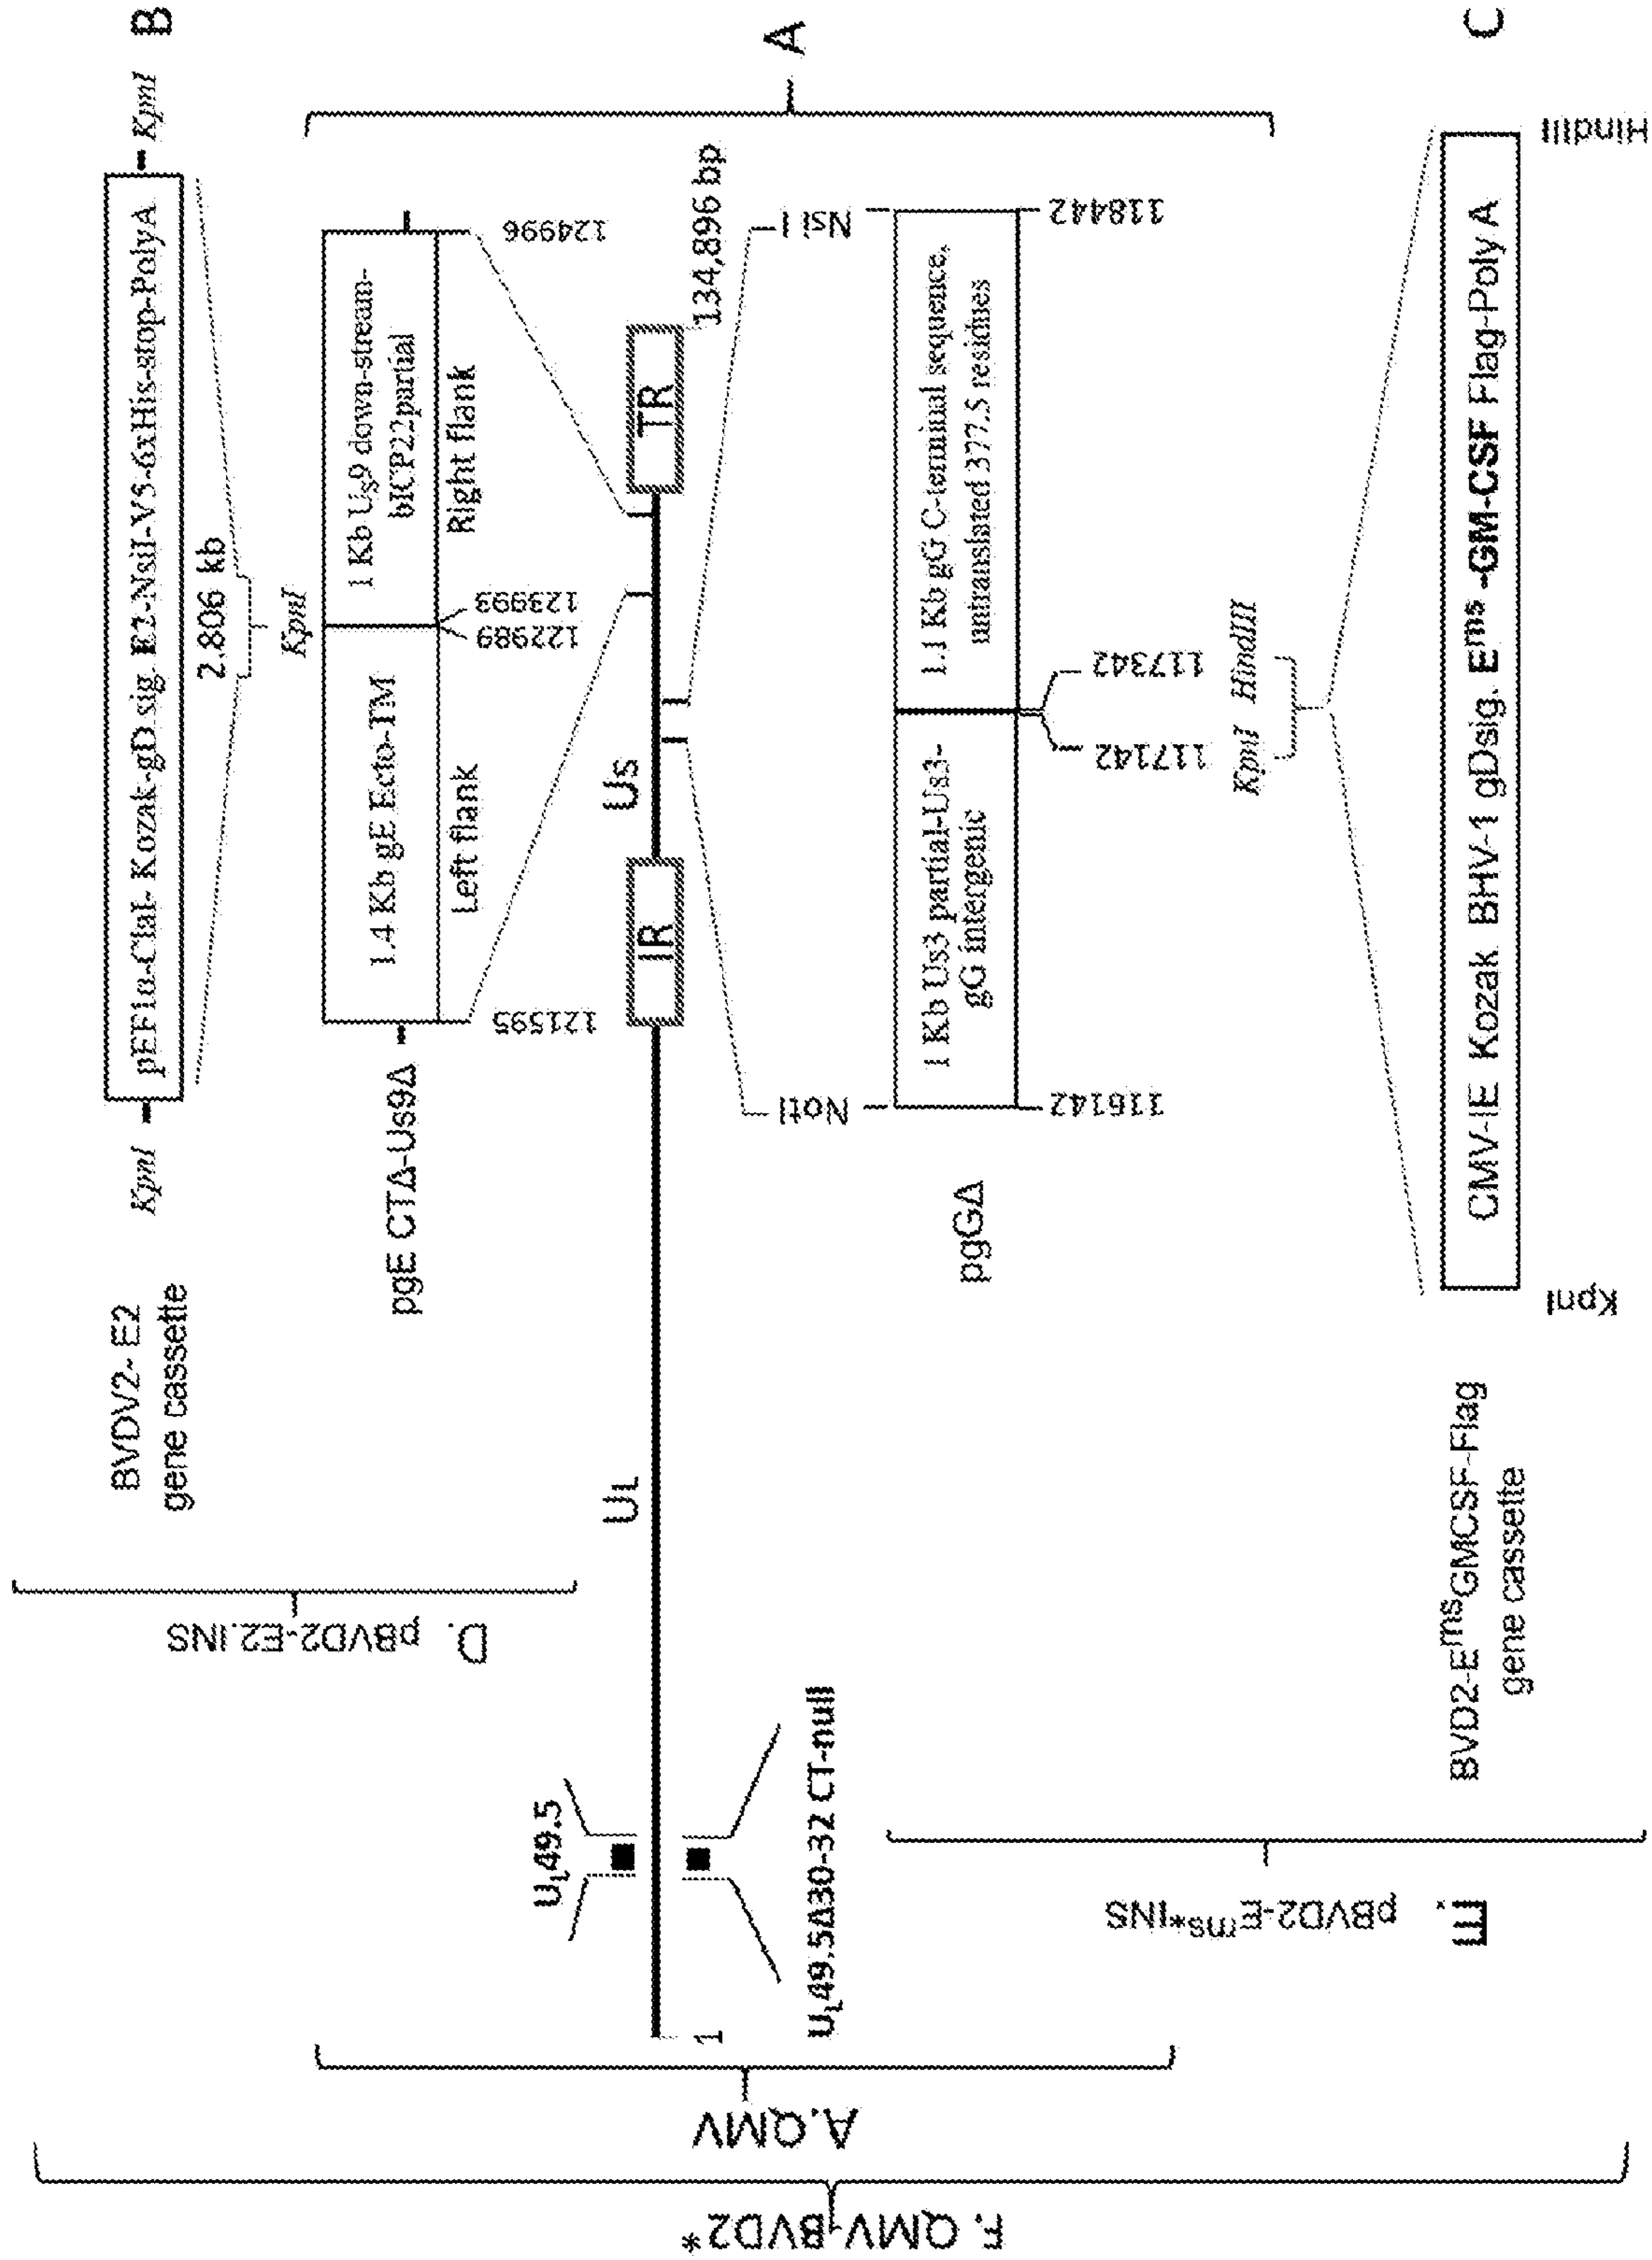 BVDV2- E2
gene cassette
KpnI
pEF1α-ClaI- Kozak-gD sig E2-NsiI-V5-6xHis-stop-PolyA
KpnI
B
2.806 kb
D. pBVD2-E2.INS
KpnI
pgE CTΔ-Us9Δ
1.4 Kb gE Ecto-TM
1 Kb Us9 down-stream-
bICP22partial
Left flank
Right flank
121595
122989
123993
124996
UL49.5
UL
Us
IR
TR
134,896 bp
1
A
A.QMV
F. QMV-BVD2*
UL49.5Δ30-32 CT-null
NotI
Nsi I
pgGΔ
1 Kb Us3 partial-Us3-
gG intergenic
1.1 Kb gG C-terminal sequence,
untranslated 377.5 residues
116142
117142
117342
118442
KpnI
HindIII
E.
pBVD2-Erns*INS
BVD2-ErnsGMCSF-Flag
gene cassette
KpnI
CMV-IE Kozak BHV-1 gDsig. Erns -GM-CSF Flag-Poly A
HindIII
C